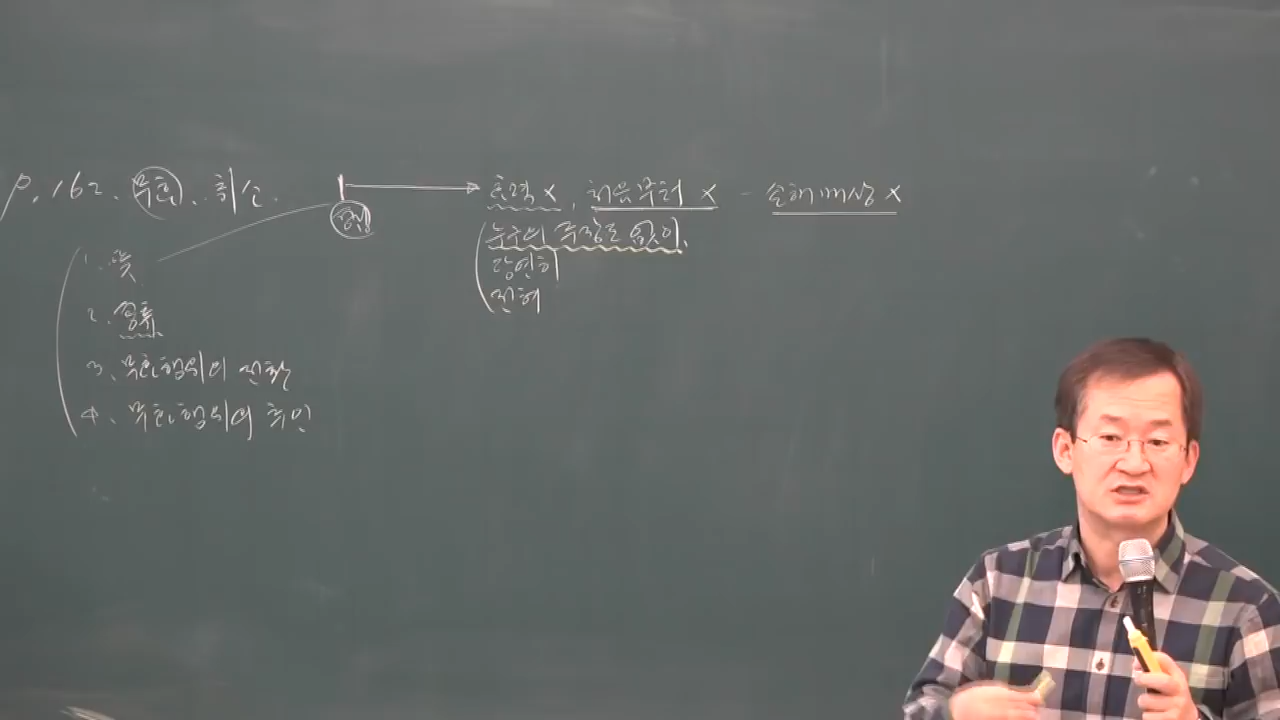 P. 162. 무효. 취소.
효력 X, 처음부터 X - 손해배상 X
누구의 주장도 없이,
당연히
전혀
1. 뜻
2. 종류
3. 무효행위의 전환
4. 무효행위의 추인